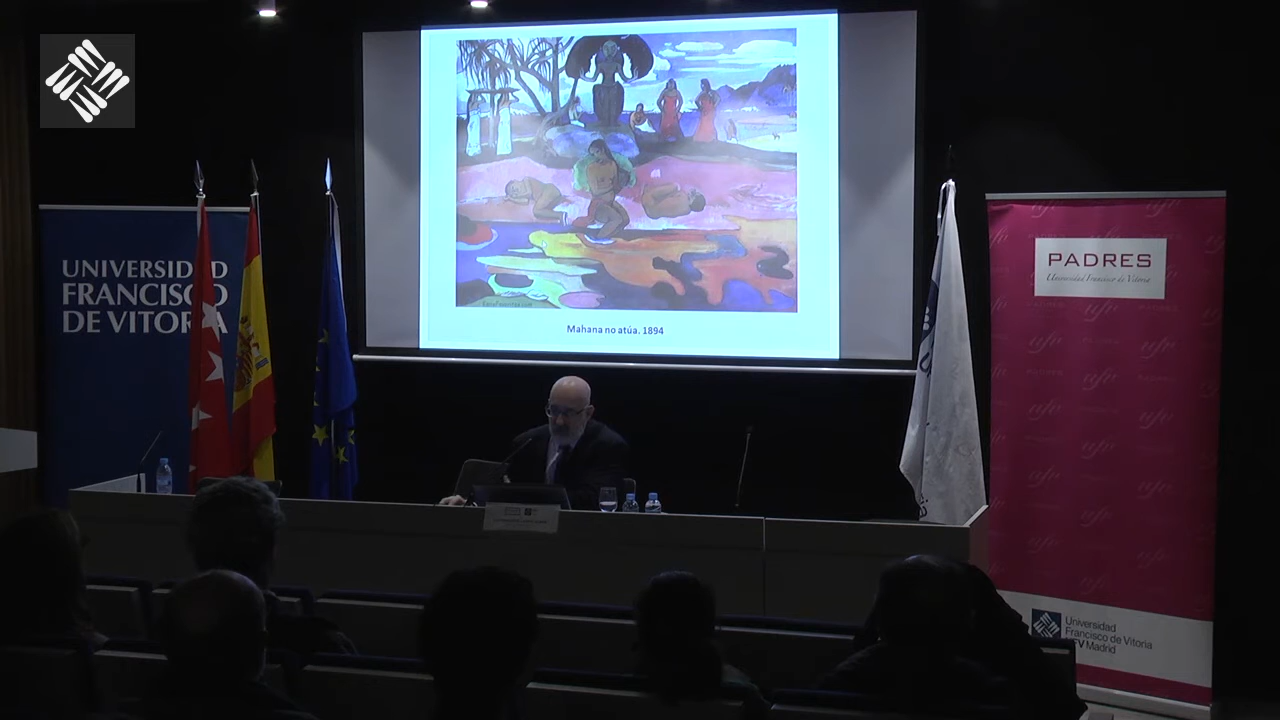 Mahana no atúa. 1894
UNIVERSIDAD
FRANCISCO
DE VITORIA
PADRES
Universidad Francisco de Vitoria
Universidad
Francisco de Vitoria
UFV Madrid